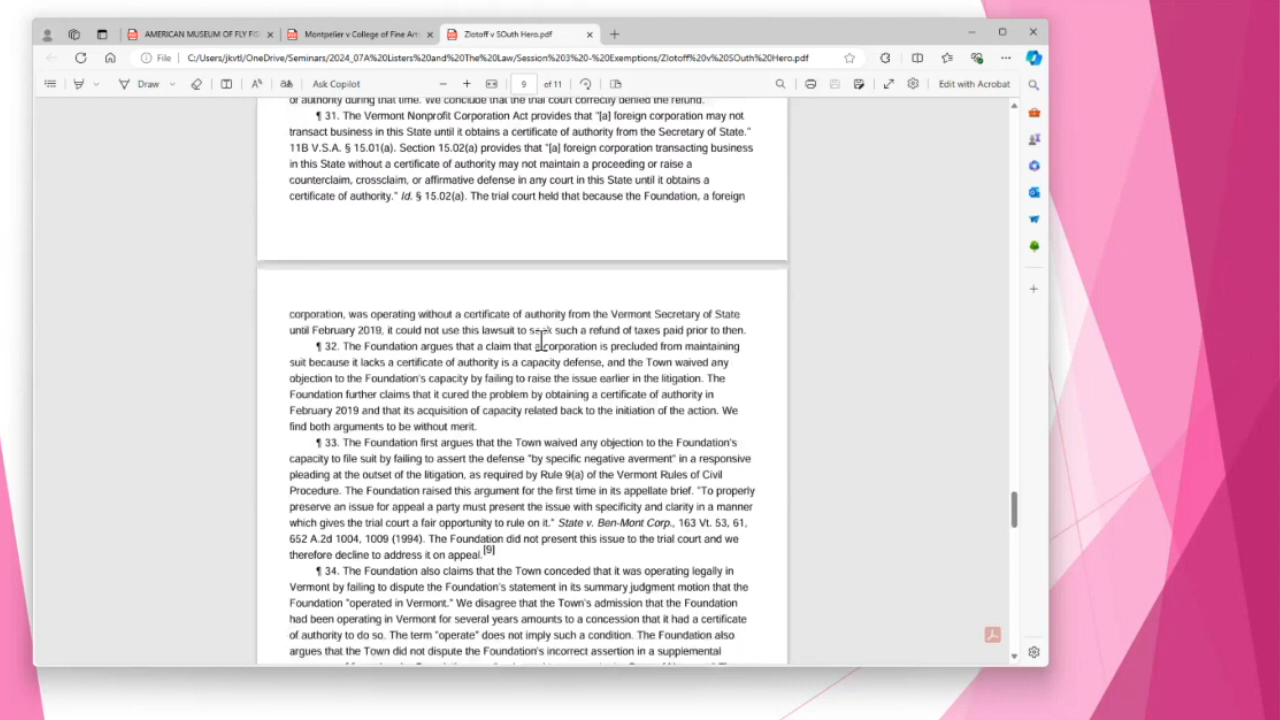 AMERICAN MUSEUM OF FLY FIS
Montpelier v College of Fine Art
Zlotoff v SOuth Hero.pdf
File
C:/Users/jkvtl/OneDrive/Seminars/2024_07A%20Listers%20and%20The%20Law/Session%203%20-%20Exemptions/Zlotoff%20v%20SOuth%20Hero.pdf
Draw
Ask Copilot
9 of 11
Edit with Acrobat
or authority during that time. We conclude that the trial court correctly denied the refund.
¶ 31. The Vermont Nonprofit Corporation Act provides that "[a] foreign corporation may not
transact business in this State until it obtains a certificate of authority from the Secretary of State."
11B V.S.A. § 15.01(a). Section 15.02(a) provides that "[a] foreign corporation transacting business
in this State without a certificate of authority may not maintain a proceeding or raise a
counterclaim, crossclaim, or affirmative defense in any court in this State until it obtains a
certificate of authority." Id. § 15.02(a). The trial court held that because the Foundation, a foreign
corporation, was operating without a certificate of authority from the Vermont Secretary of State
until February 2019, it could not use this lawsuit to seek such a refund of taxes paid prior to then.
¶ 32. The Foundation argues that a claim that a corporation is precluded from maintaining
suit because it lacks a certificate of authority is a capacity defense, and the Town waived any
objection to the Foundation's capacity by failing to raise the issue earlier in the litigation. The
Foundation further claims that it cured the problem by obtaining a certificate of authority in
February 2019 and that its acquisition of capacity related back to the initiation of the action. We
find both arguments to be without merit.
¶ 33. The Foundation first argues that the Town waived any objection to the Foundation's
capacity to file suit by failing to assert the defense "by specific negative averment" in a responsive
pleading at the outset of the litigation, as required by Rule 9(a) of the Vermont Rules of Civil
Procedure. The Foundation raised this argument for the first time in its appellate brief. "To properly
preserve an issue for appeal a party must present the issue with specificity and clarity in a manner
which gives the trial court a fair opportunity to rule on it." State v. Ben-Mont Corp., 163 Vt. 53, 61,
652 A.2d 1004, 1009 (1994). The Foundation did not present this issue to the trial court and we
therefore decline to address it on appeal.[9]
¶ 34. The Foundation also claims that the Town conceded that it was operating legally in
Vermont by failing to dispute the Foundation's statement in its summary judgment motion that the
Foundation "operated in Vermont." We disagree that the Town's admission that the Foundation
had been operating in Vermont for several years amounts to a concession that it had a certificate
of authority to do so. The term "operate" does not imply such a condition. The Foundation also
argues that the Town did not dispute the Foundation's incorrect assertion in a supplemental